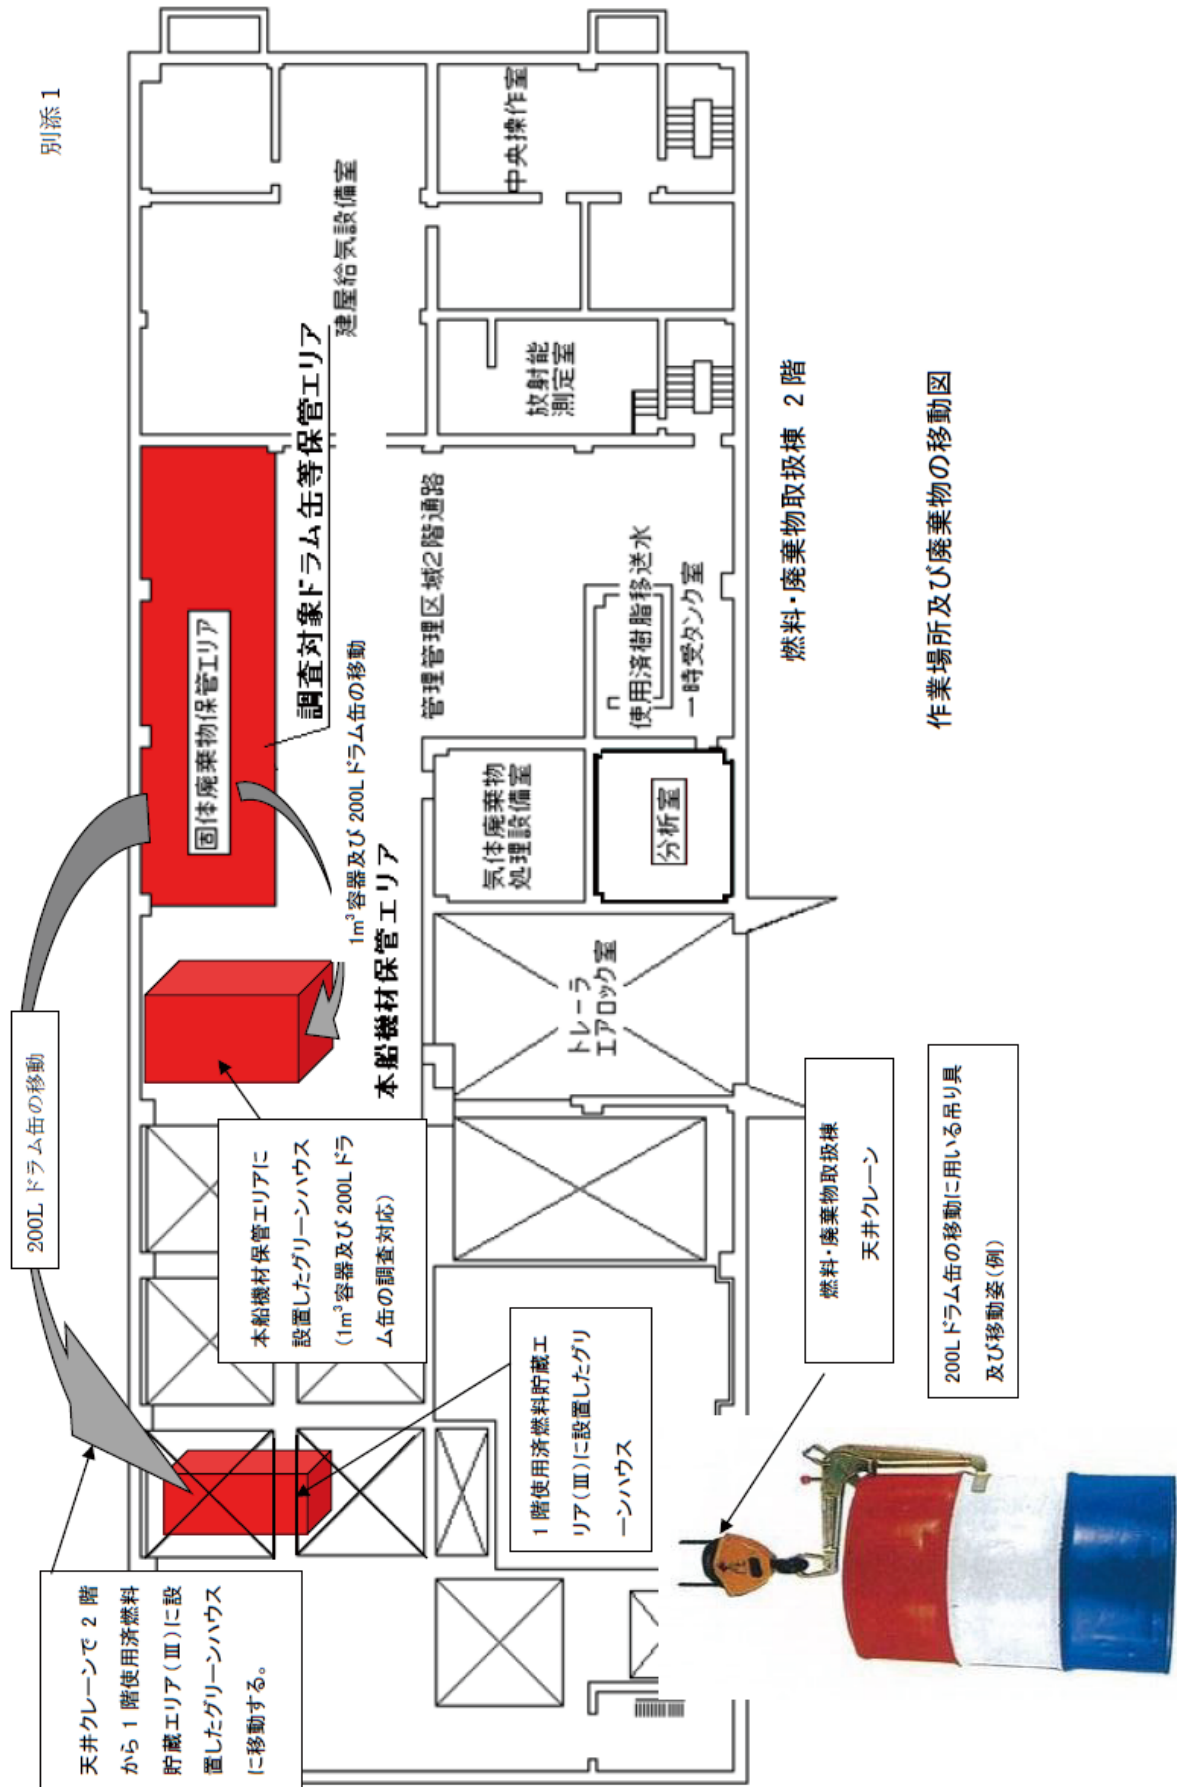 別添 1
200L ドラム缶の移動
天井クレーンで 2 階
から 1 階使用済燃料
貯蔵エリア(Ⅲ)に設
置したグリーンハウス
に移動する。
固体廃棄物保管エリア
調査対象ドラム缶等保管エリア
建屋給気設備室
1m³容器及び 200Lドラム缶の移動
本船機材保管エリア
本船機材保管エリアに
設置したグリーンハウス
(1m³容器及び 200Lドラ
ム缶の調査対応)
管理管理区域2階通路
中央操作室
放射能
測定室
使用済樹脂移送水
一時受タンク室
気体廃棄物
処理設備室
分析室
トレーラ
エアロック室
1 階使用済燃料貯蔵エ
リア(Ⅲ)に設置したグリ
ーンハウス
燃料・廃棄物取扱棟
天井クレーン
燃料・廃棄物取扱棟 2 階
200Lドラム缶の移動に用いる吊り具
及び移動姿(例)
作業場所及び廃棄物の移動図